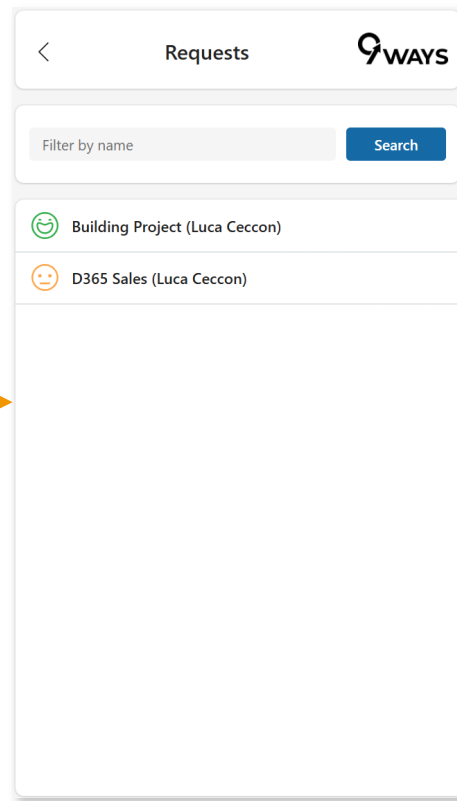 Requests
9WAYS
Filter by name
Search
Building Project (Luca Ceccon)
D365 Sales (Luca Ceccon)